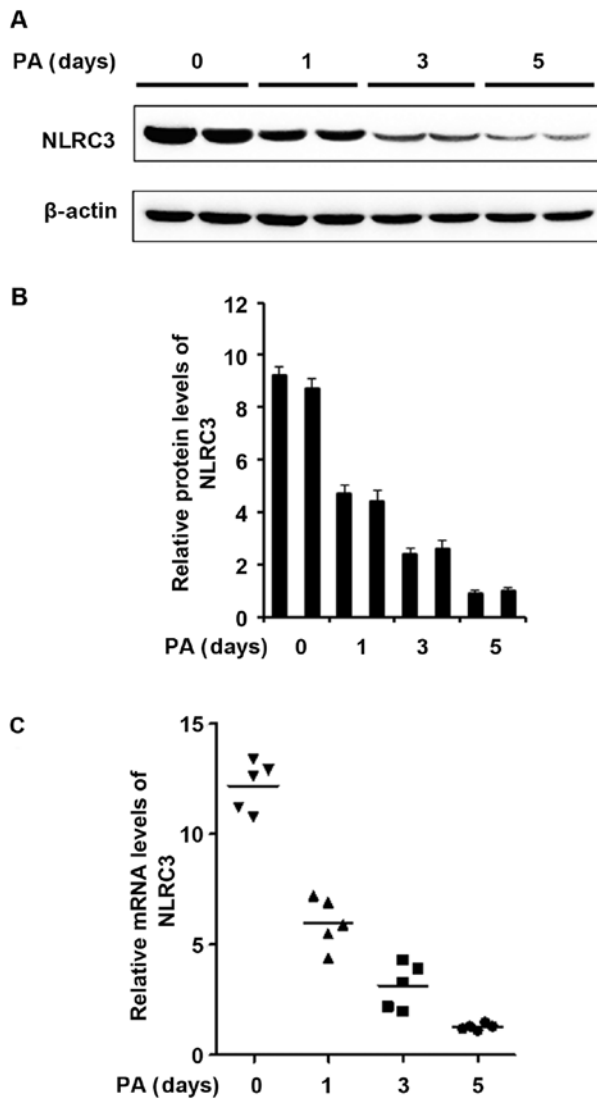 A
PA (days) 0 1 3 5
NLRC3
β-actin
B
Relative protein levels of
NLRC3
12
10
8
6
4
2
0
PA (days) 0 1 3 5
C
Relative mRNA levels of
NLRC3
15
10
5
0
PA (days) 0 1 3 5